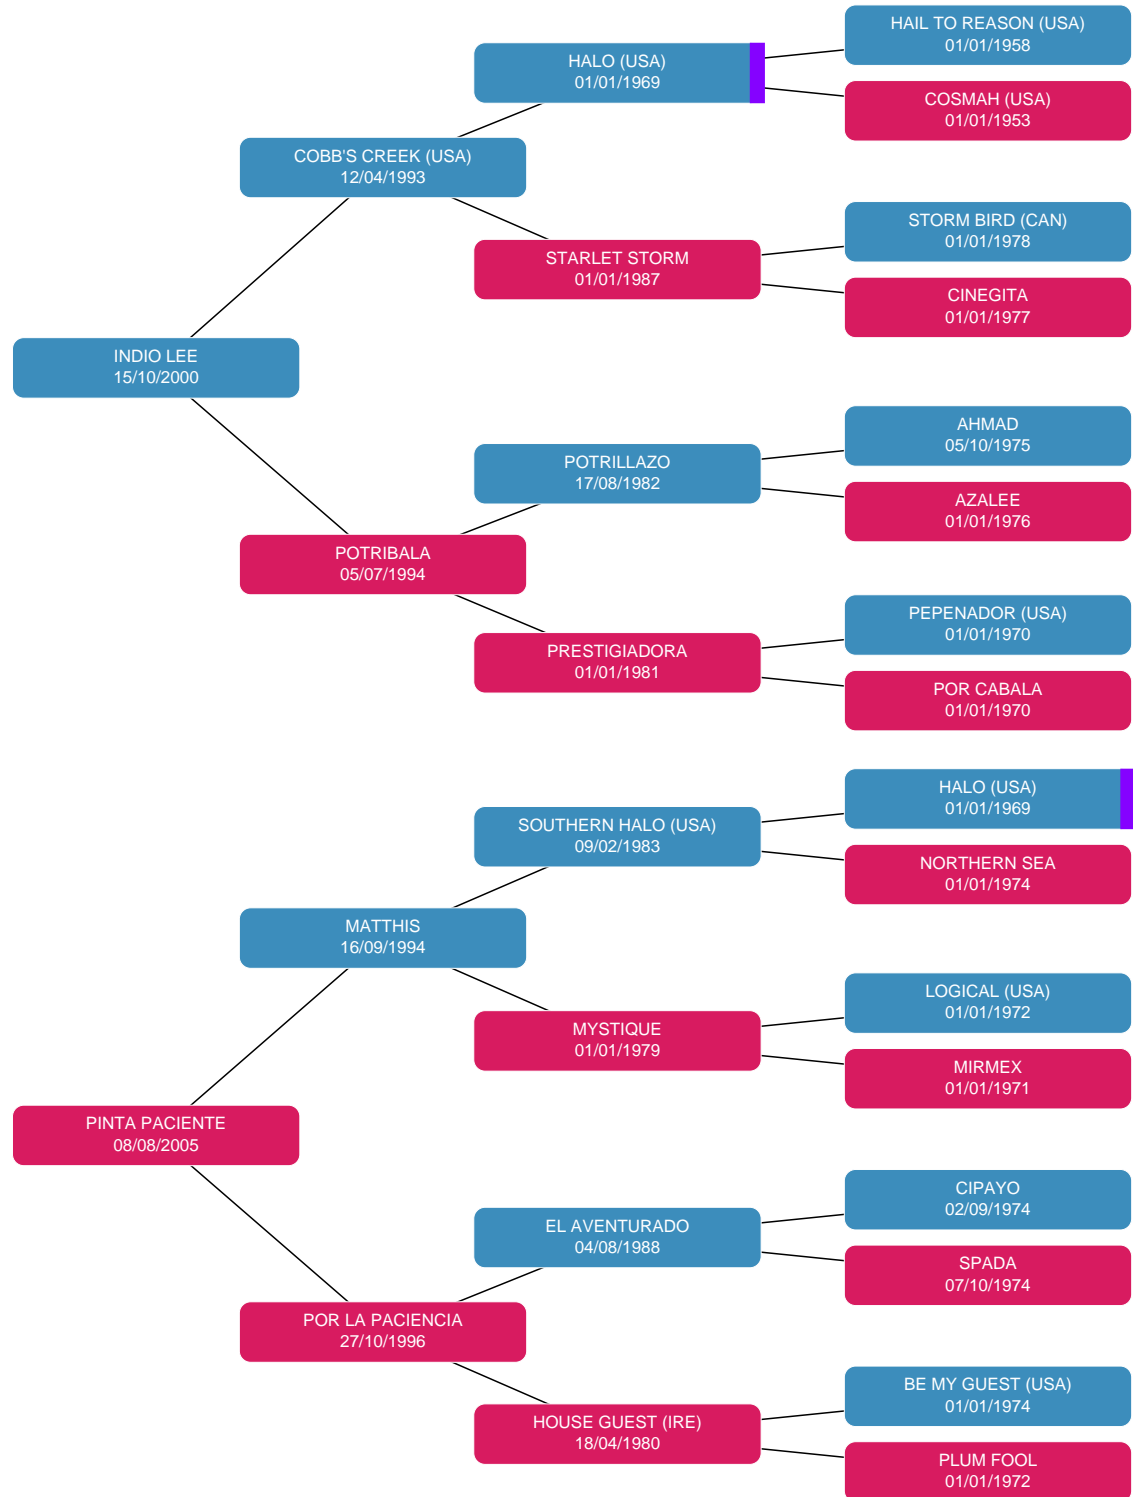 HAIL TO REASON (USA)
01/01/1958
HALO (USA)
01/01/1969
COSMAH (USA)
01/01/1953
COBB'S CREEK (USA)
12/04/1993
STORM BIRD (CAN)
01/01/1978
STARLET STORM
01/01/1987
CINEGITA
01/01/1977
INDIO LEE
15/10/2000
AHMAD
05/10/1975
POTRILLAZO
17/08/1982
AZALEE
01/01/1976
POTRIBALA
05/07/1994
PEPENADOR (USA)
01/01/1970
PRESTIGIADORA
01/01/1981
POR CABALA
01/01/1970
HALO (USA)
01/01/1969
SOUTHERN HALO (USA)
09/02/1983
NORTHERN SEA
01/01/1974
MATTHIS
16/09/1994
LOGICAL (USA)
01/01/1972
MYSTIQUE
01/01/1979
MIRMEX
01/01/1971
PINTA PACIENTE
08/08/2005
CIPAYO
02/09/1974
EL AVENTURADO
04/08/1988
SPADA
07/10/1974
POR LA PACIENCIA
27/10/1996
BE MY GUEST (USA)
01/01/1974
HOUSE GUEST (IRE)
18/04/1980
PLUM FOOL
01/01/1972